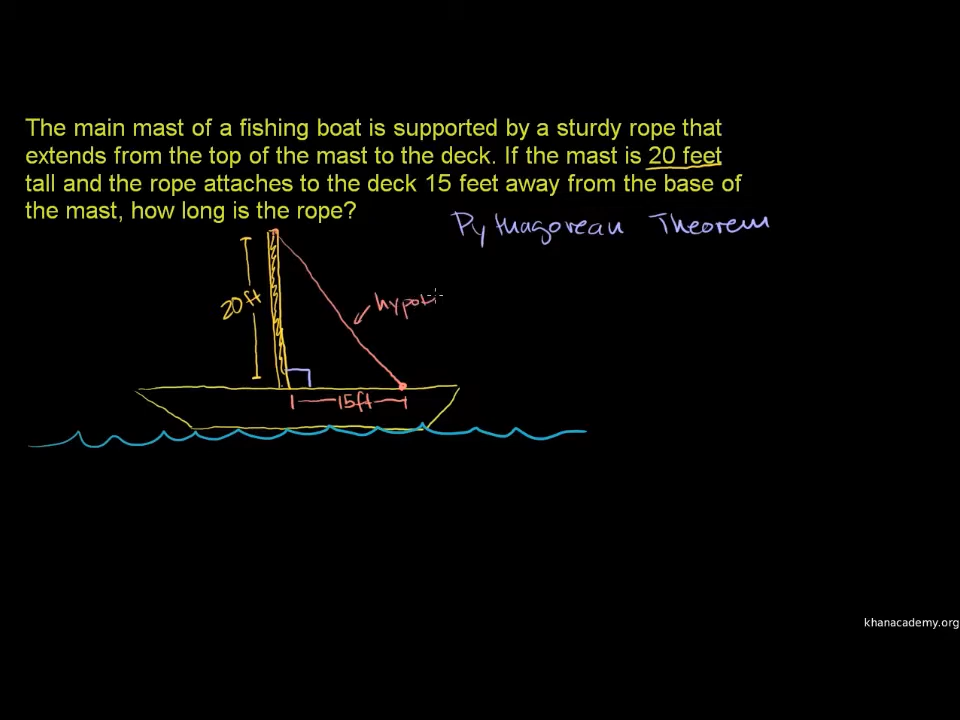 The main mast of a fishing boat is supported by a sturdy rope that
extends from the top of the mast to the deck. If the mast is 20 feet
tall and the rope attaches to the deck 15 feet away from the base of
the mast, how long is the rope?
Pythagorean Theorem
20ft
hypot
15ft
khanacademy.org